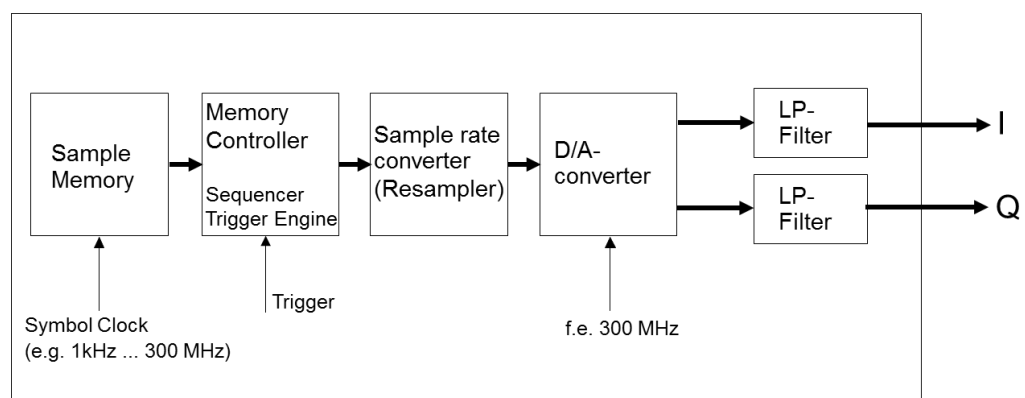 Sample
Memory
Memory
Controller
Sequencer
Trigger Engine
Sample rate
converter
(Resampler)
D/A-
converter
LP-
Filter
I
LP-
Filter
Q
Symbol Clock
(e.g. 1kHz ... 300 MHz)
Trigger
f.e. 300 MHz